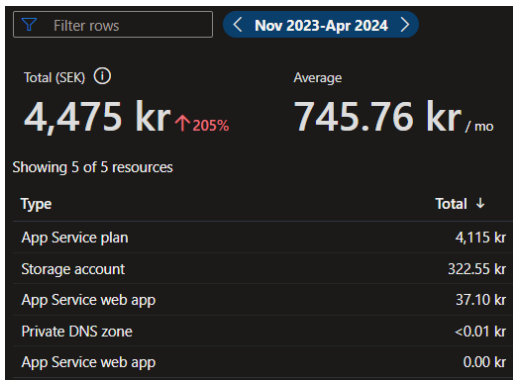 Filter rows
Nov 2023-Apr 2024
Total (SEK)
Average
4,475 kr ↑205%
745.76 kr / mo
Showing 5 of 5 resources
Type Total ↓
App Service plan 4,115 kr
Storage account 322.55 kr
App Service web app 37.10 kr
Private DNS zone <0.01 kr
App Service web app 0.00 kr